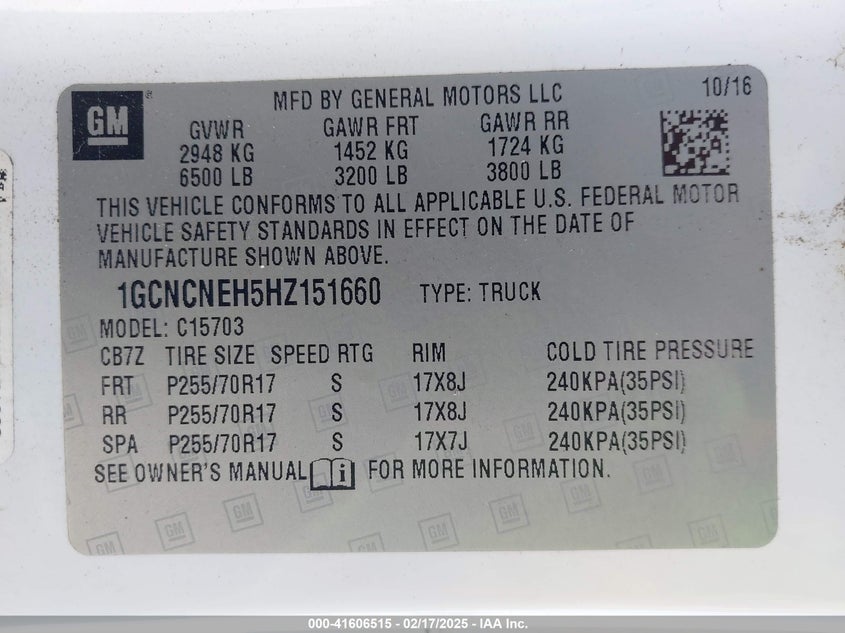 10/16
GM
MFD BY GENERAL MOTORS LLC
GVWR GAWR FRT GAWR RR
2948 KG 1452 KG 1724 KG
6500 LB 3200 LB 3800 LB
THIS VEHICLE CONFORMS TO ALL APPLICABLE U.S. FEDERAL MOTOR
VEHICLE SAFETY STANDARDS IN EFFECT ON THE DATE OF
MANUFACTURE SHOWN ABOVE.
1GCNCNEH5HZ151660 TYPE: TRUCK
MODEL: C15703
CB7Z TIRE SIZE SPEED RTG RIM COLD TIRE PRESSURE
FRT P255/70R17 S 17X8J 240KPA(35PSI)
RR P255/70R17 S 17X8J 240KPA(35PSI)
SPA P255/70R17 S 17X7J 240KPA(35PSI)
SEE OWNER'S MANUAL FOR MORE INFORMATION.
000-41606515 - 02/17/2025 - IAA Inc.